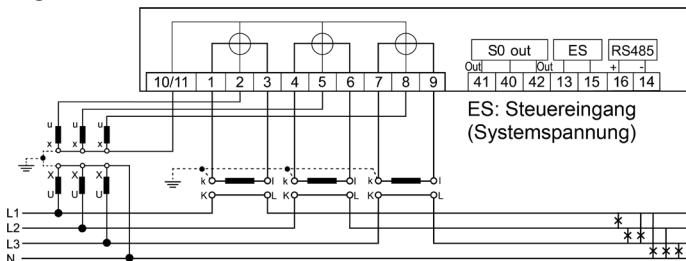 S0 out ES RS485
Out Out + -
10/11 1 2 3 4 5 6 7 8 9 41 40 42 13 15 16 14
ES: Steuereingang
(Systemspannung)
u u u
x x x
X X X
U U U
k l k l k l
K L K L K L
L1
L2
L3
N